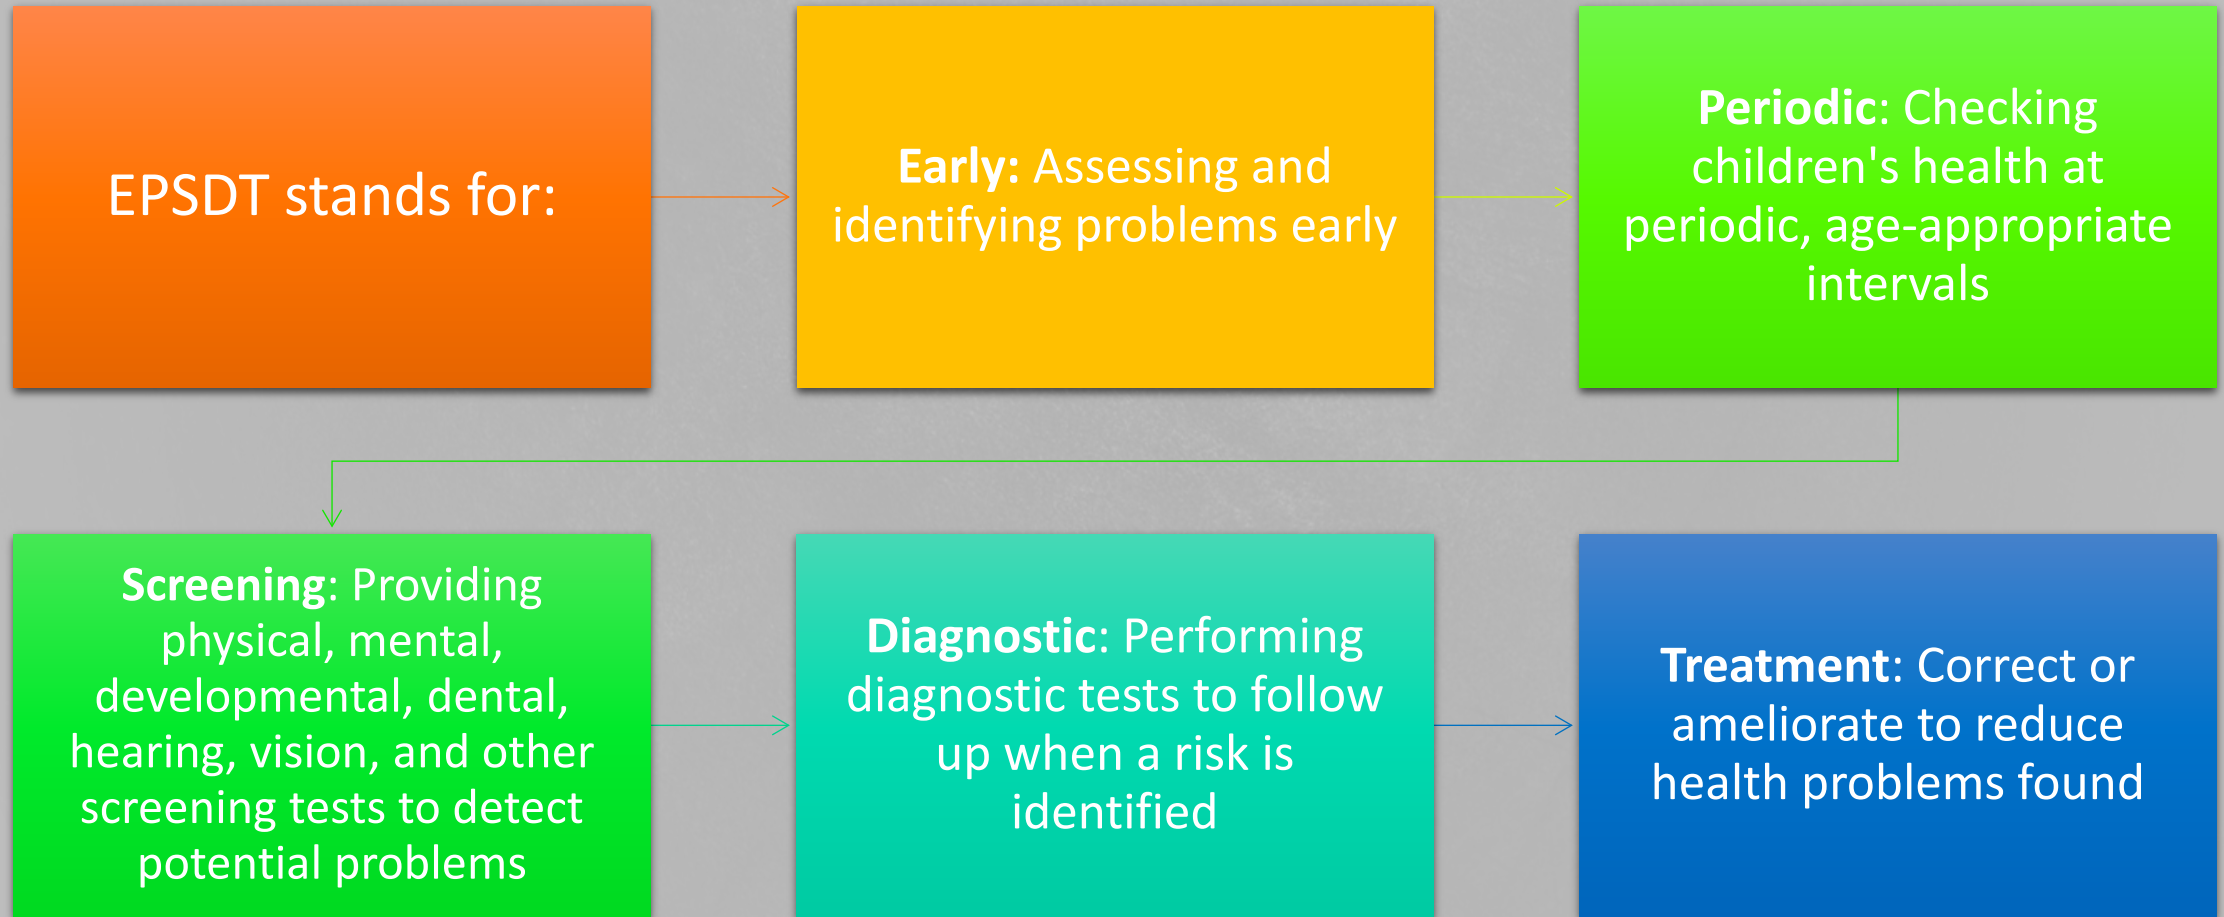 EPSDT stands for:
Early: Assessing and
identifying problems early
Periodic: Checking
children's health at
periodic, age-appropriate
intervals
Screening: Providing
physical, mental,
developmental, dental,
hearing, vision, and other
screening tests to detect
potential problems
Diagnostic: Performing
diagnostic tests to follow
up when a risk is
identified
Treatment: Correct or
ameliorate to reduce
health problems found